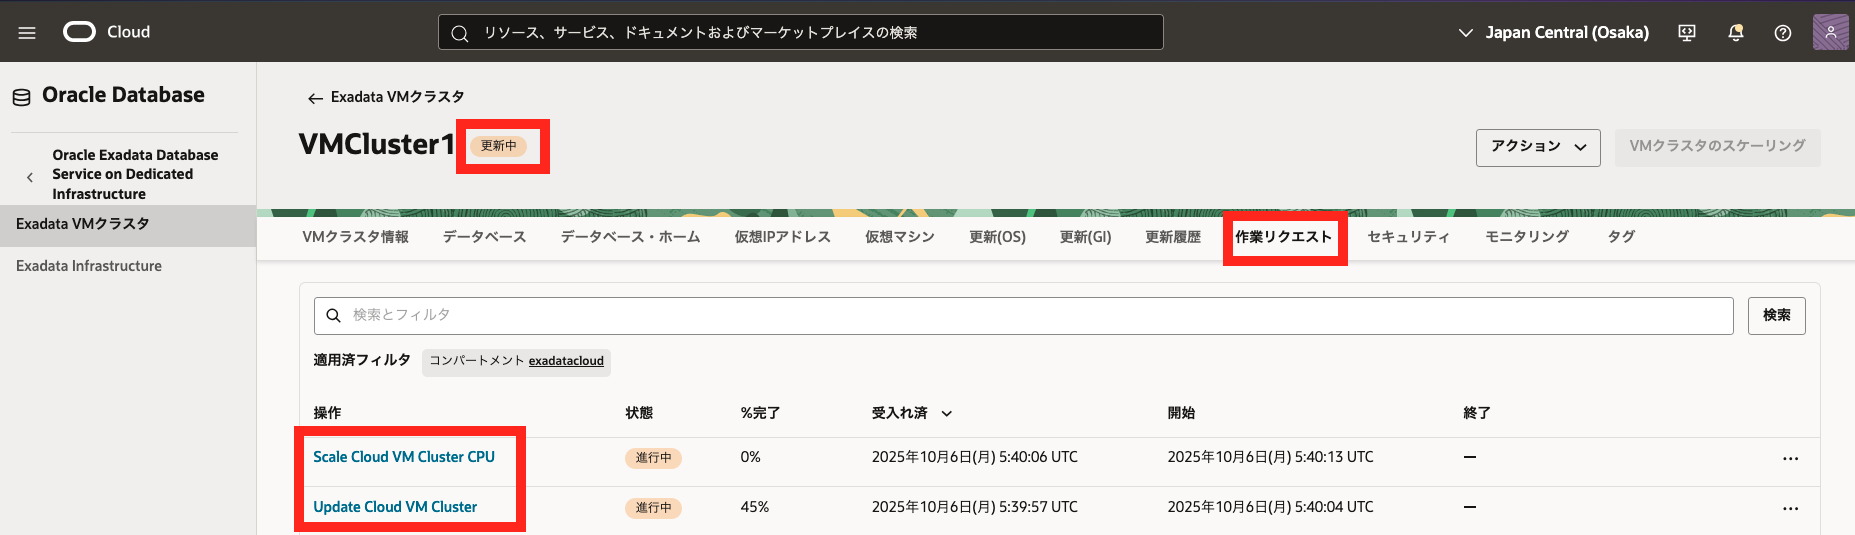 Cloud
リソース、サービス、ドキュメントおよびマーケットプレイスの検索
Japan Central (Osaka)
Oracle Database
Oracle Exadata Database
Service on Dedicated
Infrastructure
Exadata VMクラスタ
Exadata Infrastructure
Exadata VMクラスタ
VMCluster1 更新中
アクション
VMクラスタのスケーリング
VMクラスタ情報 データベース データベース・ホーム 仮想IPアドレス 仮想マシン 更新(OS) 更新(GI) 更新履歴 作業リクエスト セキュリティ モニタリング タグ
検索とフィルタ
検索
適用済フィルタ コンパートメント exadatacloud
操作 状態 %完了 受入れ済 開始 終了
Scale Cloud VM Cluster CPU 進行中 0% 2025年10月6日(月) 5:40:06 UTC 2025年10月6日(月) 5:40:13 UTC —
Update Cloud VM Cluster 進行中 45% 2025年10月6日(月) 5:39:57 UTC 2025年10月6日(月) 5:40:04 UTC —